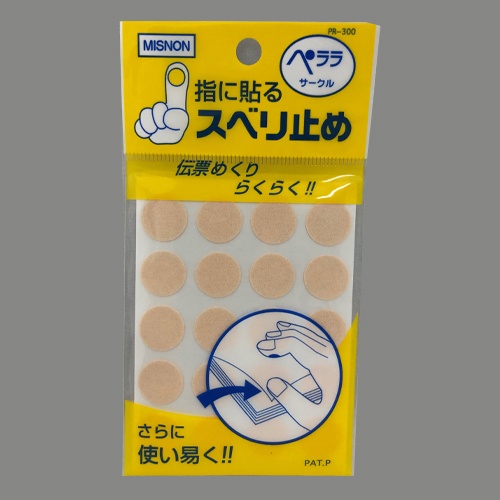 PR-300
MISNON
ペララ
サークル
指に貼る
スベリ止め
伝票めくり
らくらく!!
さらに
使い易く!!
PAT.P